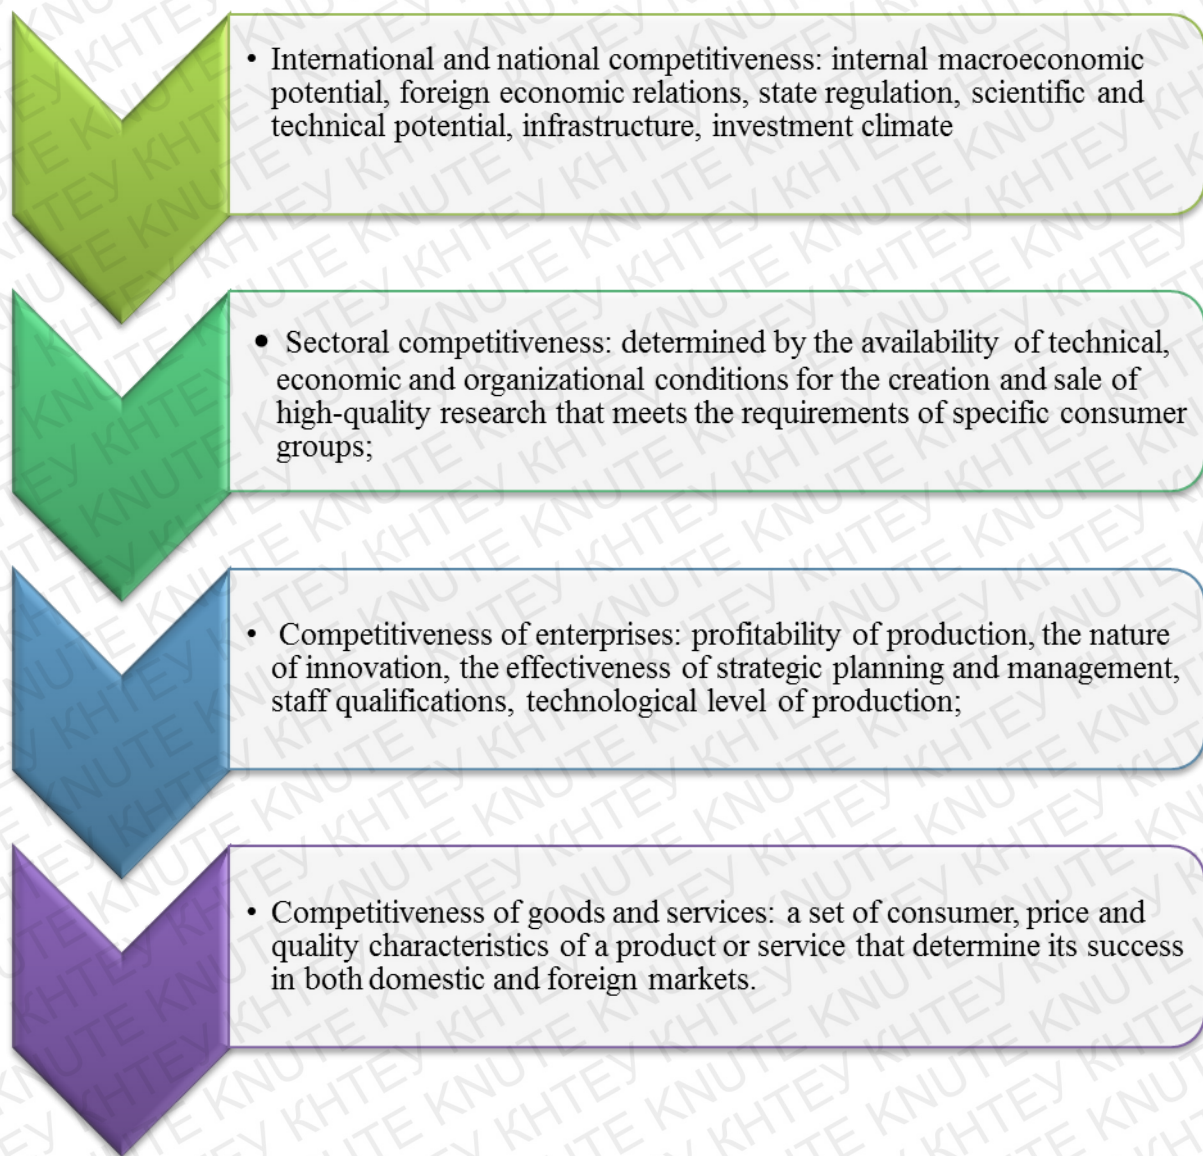 • International and national competitiveness: internal macroeconomic
potential, foreign economic relations, state regulation, scientific and
technical potential, infrastructure, investment climate
• Sectoral competitiveness: determined by the availability of technical,
economic and organizational conditions for the creation and sale of
high-quality research that meets the requirements of specific consumer
groups;
• Competitiveness of enterprises: profitability of production, the nature
of innovation, the effectiveness of strategic planning and management,
staff qualifications, technological level of production;
• Competitiveness of goods and services: a set of consumer, price and
quality characteristics of a product or service that determine its success
in both domestic and foreign markets.
KNUTE КНТЕУ